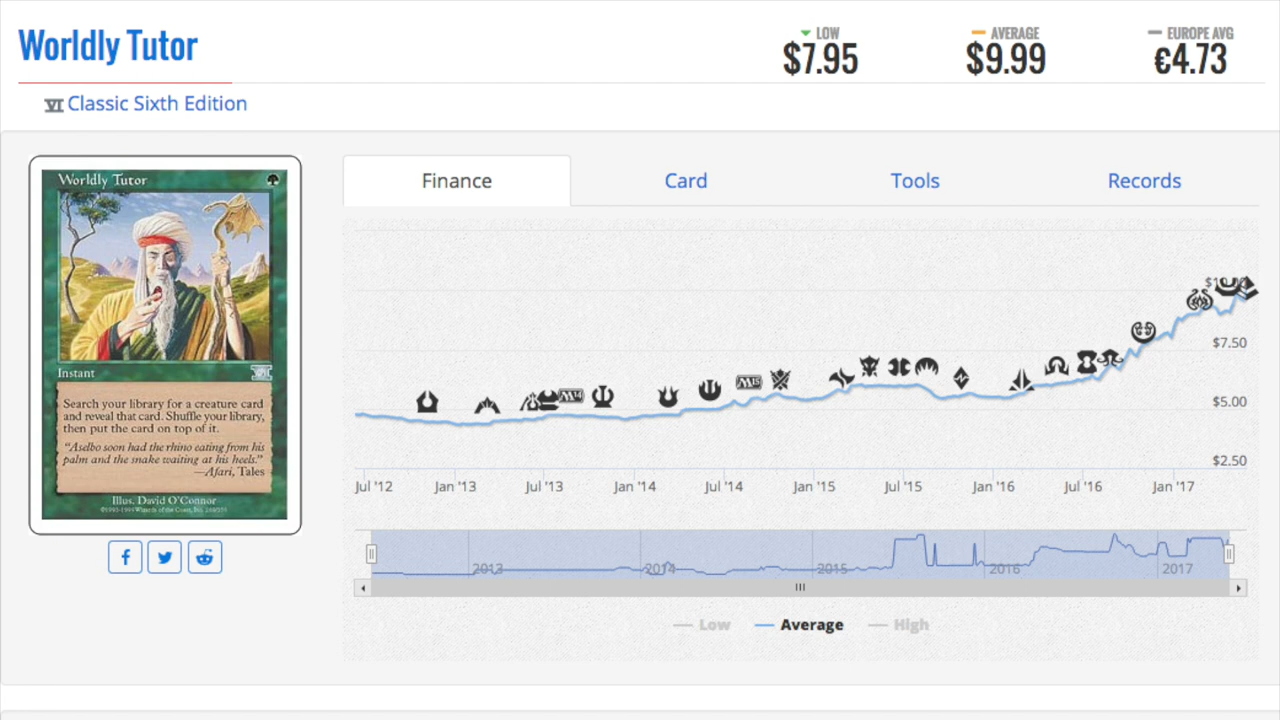 Worldly Tutor
LOW
$7.95
AVERAGE
$9.99
EUROPE AVG
€4.73
VI Classic Sixth Edition
Worldly Tutor
Instant
Search your library for a creature card
and reveal that card. Shuffle your library,
then put the card on top of it.
"Aselbo soon had the rhino eating from his
palm and the snake waiting at his heels."
—Afari, Tales
Illus. David O'Connor
Finance
Card
Tools
Records
$7.50
$5.00
$2.50
M14
M15
Jul '12
Jan '13
Jul '13
Jan '14
Jul '14
Jan '15
Jul '15
Jan '16
Jul '16
Jan '17
2013
2014
2015
2016
2017
Low
Average
High